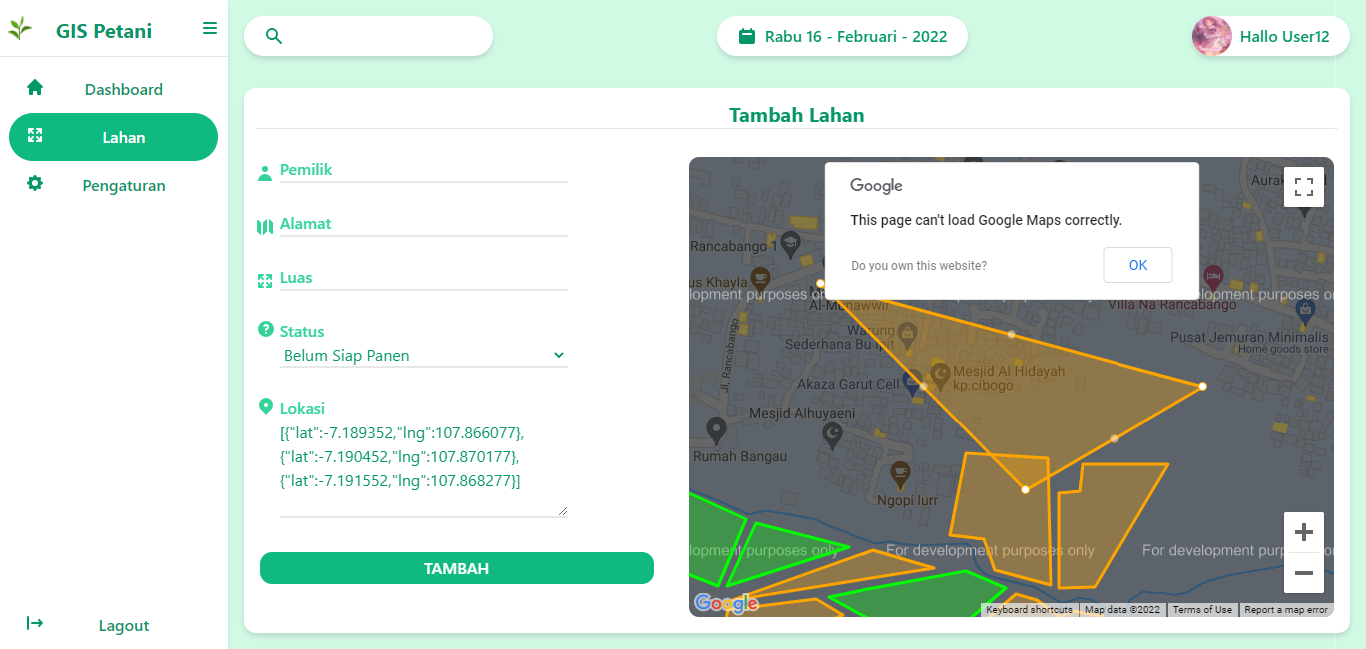 GIS Petani
Rabu 16 - Februari - 2022
Hallo User12
Dashboard
Lahan
Pengaturan
Lagout
Tambah Lahan
Pemilik
Alamat
Luas
Status
Belum Siap Panen
Lokasi
[{"lat":-7.189352,"lng":107.866077},
{"lat":-7.190452,"lng":107.870177},
{"lat":-7.191552,"lng":107.868277}]
TAMBAH
Google
This page can't load Google Maps correctly.
Do you own this website?
OK
Rancabango 1
us Khayla
Al-Munawwir
Villa Na Rancabango
elopment purposes
lopment purposes
Warung
Sederhana Bu Ipit
Pusat Jemuran Minimalis
Home goods store
Jl. Rancabango
Akaza Garut Cell
Mesjid Al Hidayah
kp.cibogo
Mesjid Alhuyaeni
Rumah Bangau
Ngopi lurr
lopment purposes only
For development purposes only
For development
Google
Keyboard shortcuts
Map data ©2022
Terms of Use
Report a map error